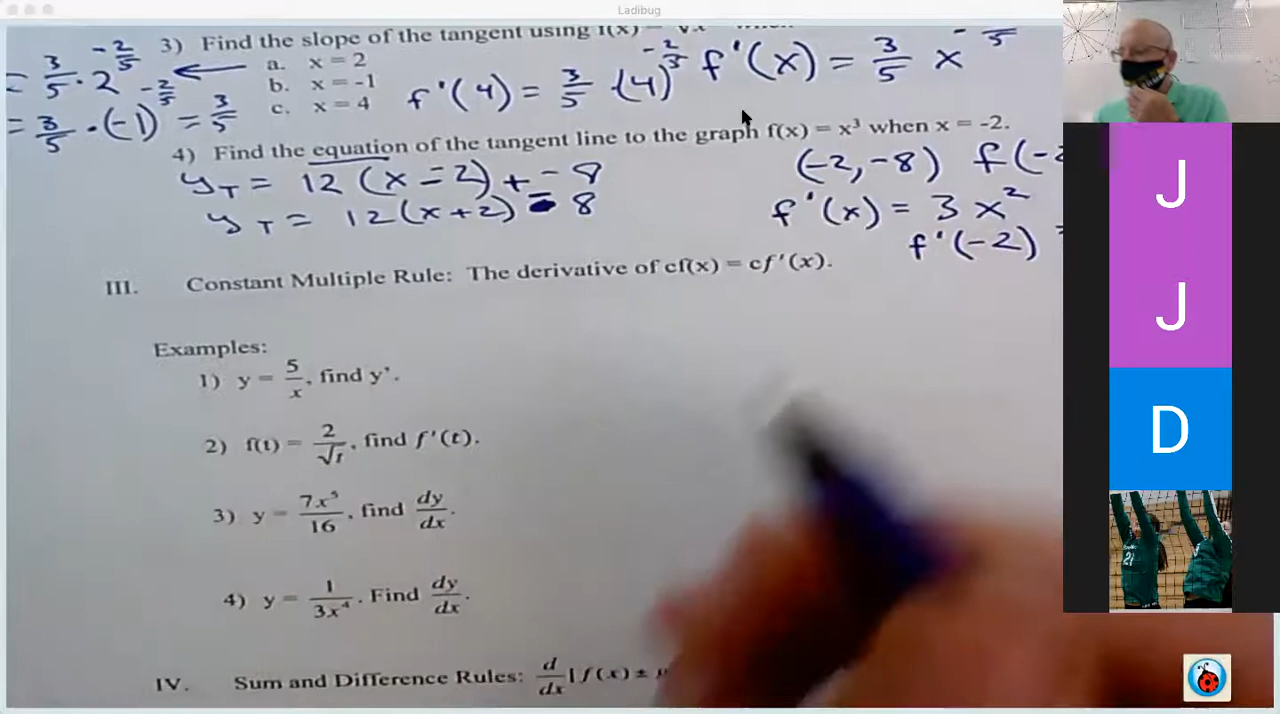 Ladibug
3) Find the slope of the tangent using f(x) =
a. x = 2
b. x = -1
c. x = 4
= 3/5 · 2^(-2/5)
= 3/5 · (-1)^(-2/5) = 3/5
f'(4) = 3/5 · (4)
f'(x) = 3/5 x
4) Find the equation of the tangent line to the graph f(x) = x³ when x = -2.
y_T = 12 (x - -2) + -8
y_T = 12(x+2) - 8
(-2, -8) f(-2
f'(x) = 3x²
f'(-2)
III. Constant Multiple Rule: The derivative of cf(x) = cf'(x).
Examples:
1) y = 5/x, find y'.
2) f(t) = 2/√t, find f'(t).
3) y = 7x⁵/16, find dy/dx.
4) y = 1/3x⁴. Find dy/dx.
IV. Sum and Difference Rules: d/dx [f(x) ±
J
J
D
21